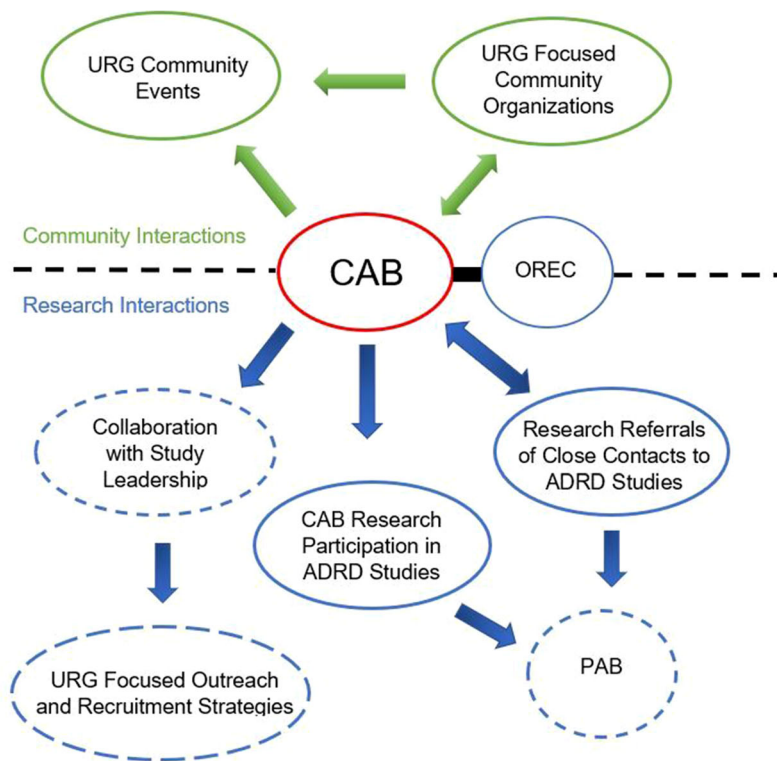 URG Community
Events
URG Focused
Community
Organizations
Community Interactions
CAB
OREC
Research Interactions
Collaboration
with Study
Leadership
Research Referrals
of Close Contacts to
ADRD Studies
CAB Research
Participation in
ADRD Studies
URG Focused Outreach
and Recruitment Strategies
PAB